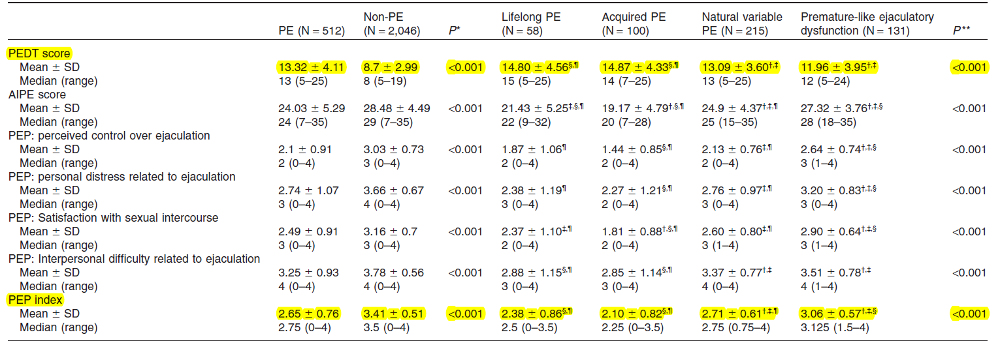 PE (N = 512) Non-PE (N = 2,046) P* Lifelong PE (N = 58) Acquired PE (N = 100) Natural variable PE (N = 215) Premature-like ejaculatory dysfunction (N = 131) P**
PEDT score
Mean ± SD 13.32 ± 4.11 8.7 ± 2.99 <0.001 14.80 ± 4.56§,¶ 14.87 ± 4.33§,¶ 13.09 ± 3.60†,‡ 11.96 ± 3.95†,‡ <0.001
Median (range) 13 (5–25) 8 (5–19) 15 (5–25) 14 (7–25) 13 (5–25) 12 (5–24)
AIPE score
Mean ± SD 24.03 ± 5.29 28.48 ± 4.49 <0.001 21.43 ± 5.25‡,§,¶ 19.17 ± 4.79†,§,¶ 24.9 ± 4.37†,‡,¶ 27.32 ± 3.76†,‡,§ <0.001
Median (range) 24 (7–35) 29 (7–35) 22 (9–32) 20 (7–28) 25 (15–35) 28 (18–35)
PEP: perceived control over ejaculation
Mean ± SD 2.1 ± 0.91 3.03 ± 0.73 <0.001 1.87 ± 1.06¶ 1.44 ± 0.85§,¶ 2.13 ± 0.76‡,¶ 2.64 ± 0.74†,‡,§ <0.001
Median (range) 2 (0–4) 3 (0–4) 2 (0–4) 2 (0–4) 2 (0–4) 3 (1–4)
PEP: personal distress related to ejaculation
Mean ± SD 2.74 ± 1.07 3.66 ± 0.67 <0.001 2.38 ± 1.19¶ 2.27 ± 1.21§,¶ 2.76 ± 0.97‡,¶ 3.20 ± 0.83†,‡,§ <0.001
Median (range) 3 (0–4) 4 (0–4) 3 (0–4) 2 (0–4) 3 (0–4) 3 (0–4)
PEP: Satisfaction with sexual intercourse
Mean ± SD 2.49 ± 0.91 3.16 ± 0.7 <0.001 2.37 ± 1.10‡,¶ 1.81 ± 0.88†,§,¶ 2.60 ± 0.80‡,¶ 2.90 ± 0.64†,‡,§ <0.001
Median (range) 3 (0–4) 3 (0–4) 2 (0–4) 2 (0–4) 3 (1–4) 3 (1–4)
PEP: Interpersonal difficulty related to ejaculation
Mean ± SD 3.25 ± 0.93 3.78 ± 0.56 <0.001 2.88 ± 1.15§,¶ 2.85 ± 1.14§,¶ 3.37 ± 0.77†,‡ 3.51 ± 0.78†,‡ <0.001
Median (range) 4 (0–4) 4 (0–4) 3 (0–4) 3 (0–4) 4 (0–4) 4 (1–4)
PEP index
Mean ± SD 2.65 ± 0.76 3.41 ± 0.51 <0.001 2.38 ± 0.86§,¶ 2.10 ± 0.82§,¶ 2.71 ± 0.61†,‡,¶ 3.06 ± 0.57†,‡,§ <0.001
Median (range) 2.75 (0–4) 3.5 (0–4) 2.5 (0–3.5) 2.25 (0–3.5) 2.75 (0.75–4) 3.125 (1.5–4)